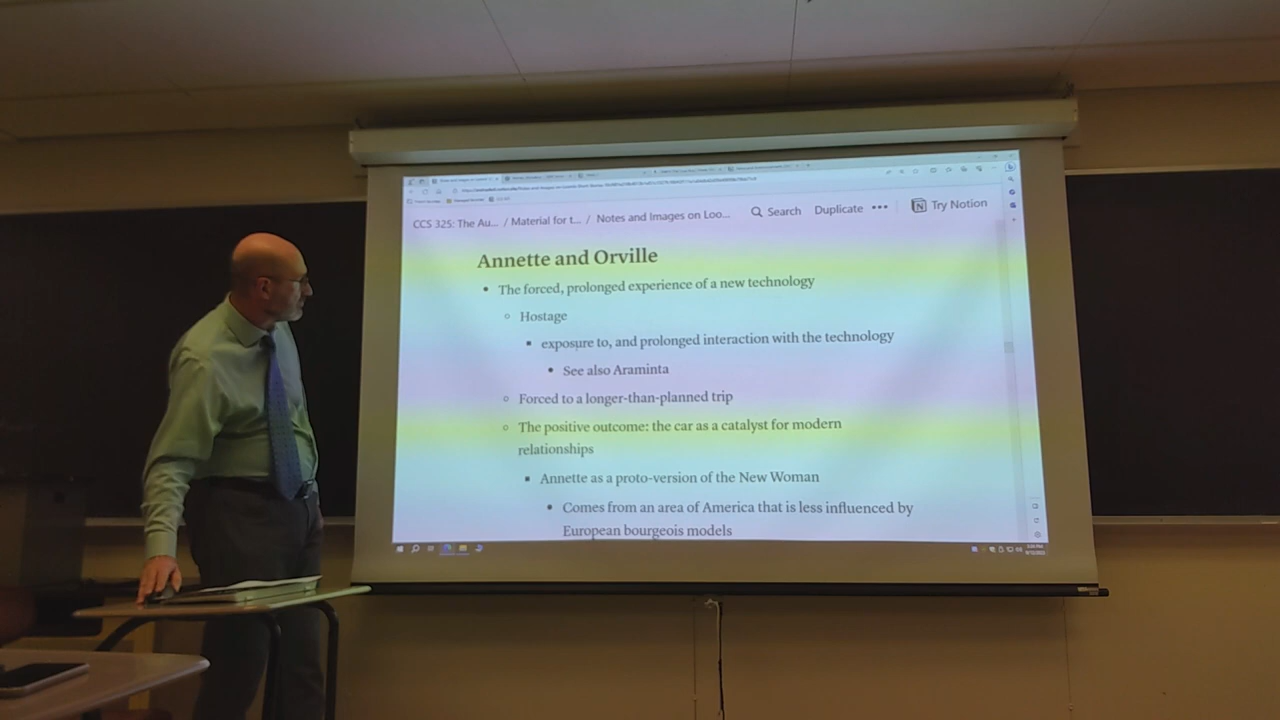 CCS 325: The Au... / Material for t... / Notes and Images on Loo... Search Duplicate ••• Try Notion
Annette and Orville
• The forced, prolonged experience of a new technology
◦ Hostage
▪ exposure to, and prolonged interaction with the technology
• See also Araminta
◦ Forced to a longer-than-planned trip
◦ The positive outcome: the car as a catalyst for modern
relationships
▪ Annette as a proto-version of the New Woman
• Comes from an area of America that is less influenced by
European bourgeois models